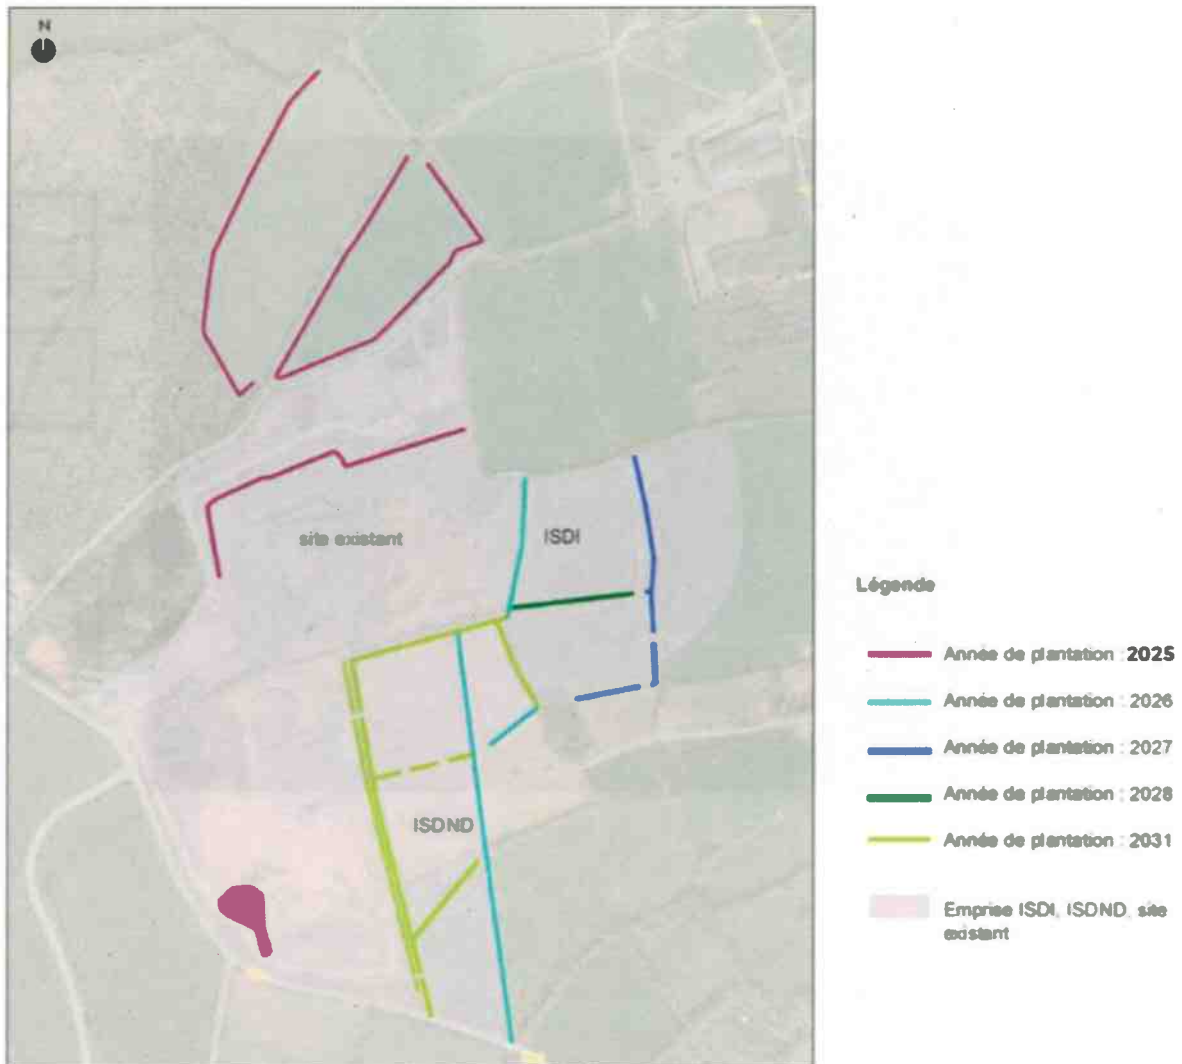 N
site existant
ISDI
ISDND
Légende
Année de plantation : 2025
Année de plantation : 2026
Année de plantation : 2027
Année de plantation : 2028
Année de plantation : 2031
Emprise ISDI, ISDND, site
existant